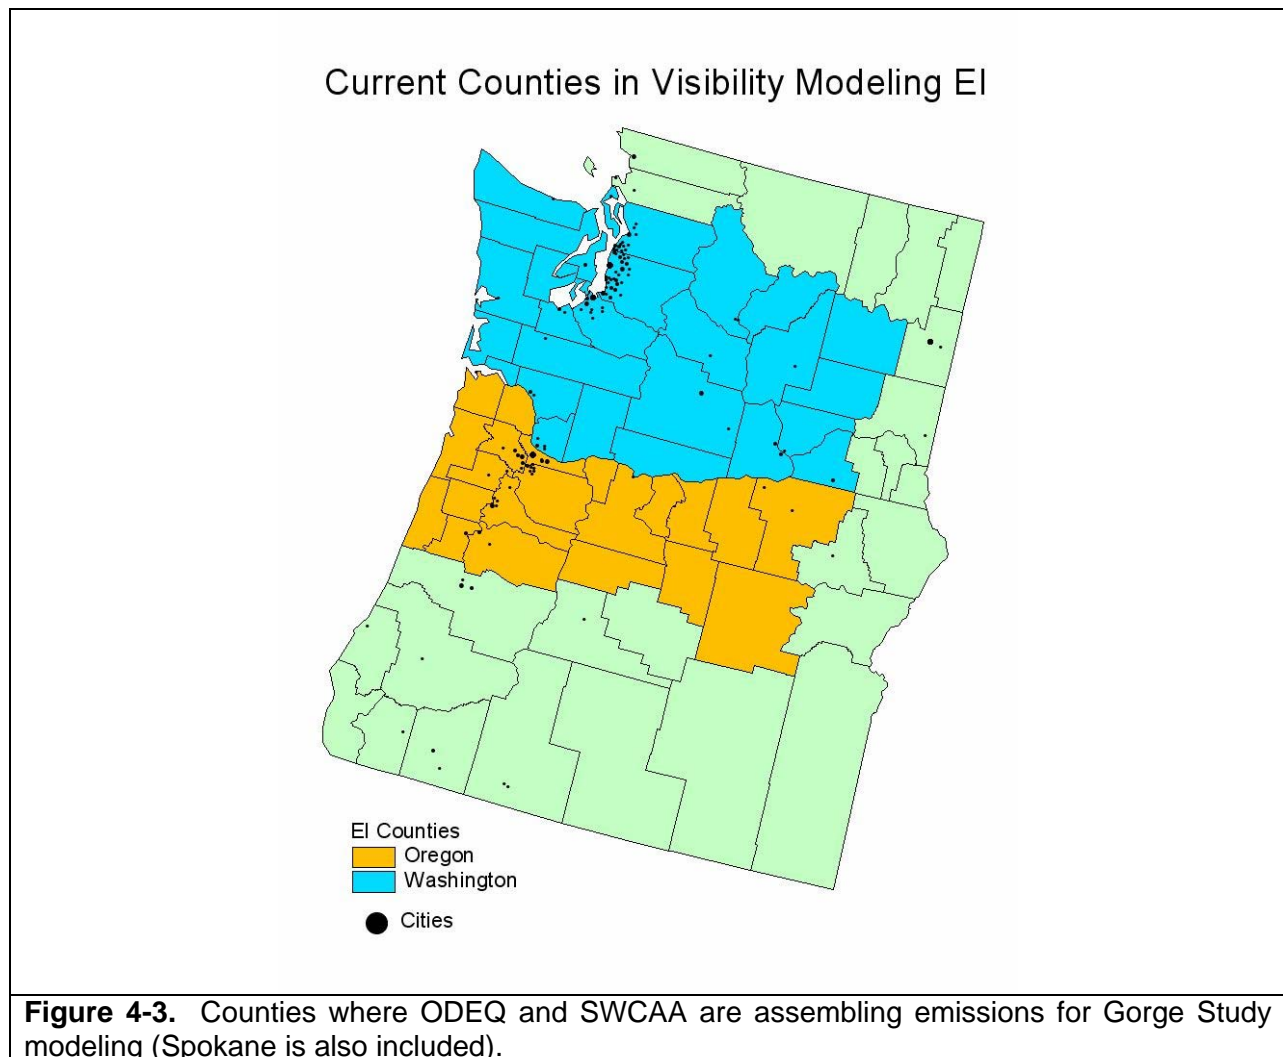 Current Counties in Visibility Modeling EI
EI Counties
Oregon
Washington
Cities
Figure 4-3. Counties where ODEQ and SWCAA are assembling emissions for Gorge Study
modeling (Spokane is also included).